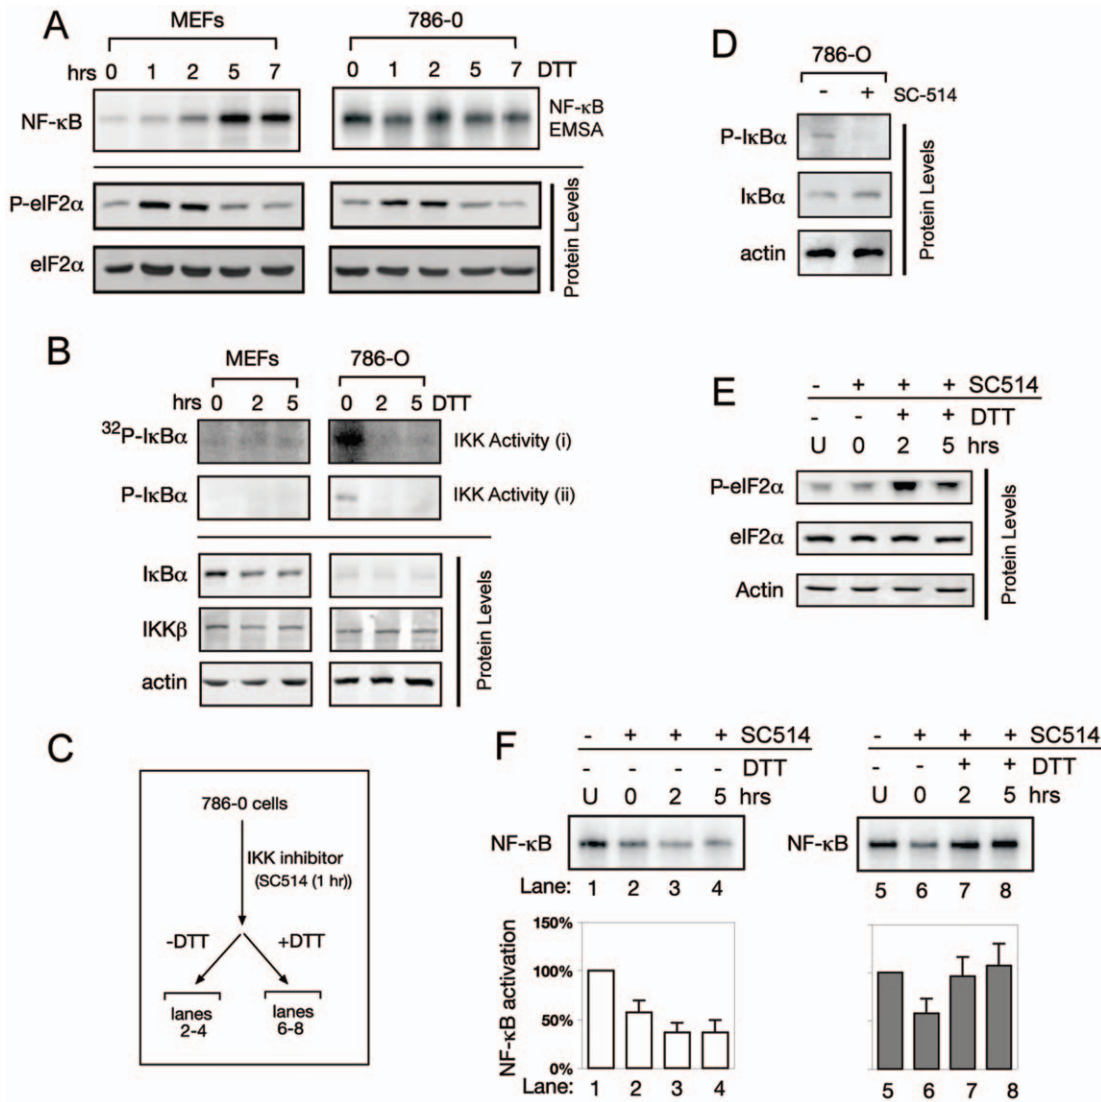 A
MEFs
786-0
hrs 0 1 2 5 7
0 1 2 5 7 DTT
NF-κB
NF-κB
EMSA
P-eIF2α
eIF2α
Protein Levels
B
MEFs
786-O
hrs 0 2 5
0 2 5 DTT
32P-IκBα
IKK Activity (i)
P-IκBα
IKK Activity (ii)
IκBα
IKKβ
actin
Protein Levels
C
786-0 cells
IKK inhibitor
(SC514 (1 hr))
-DTT
+DTT
lanes
2-4
lanes
6-8
D
786-O
- + SC-514
P-IκBα
IκBα
actin
Protein Levels
E
- + + + SC514
- - + + DTT
U 0 2 5 hrs
P-eIF2α
eIF2α
Actin
Protein Levels
F
- + + + SC514
- - - - DTT
U 0 2 5 hrs
NF-κB
Lane: 1 2 3 4
NF-κB activation
150%
100%
50%
0%
Lane: 1 2 3 4
- + + + SC514
- - + + DTT
U 0 2 5 hrs
NF-κB
5 6 7 8
5 6 7 8